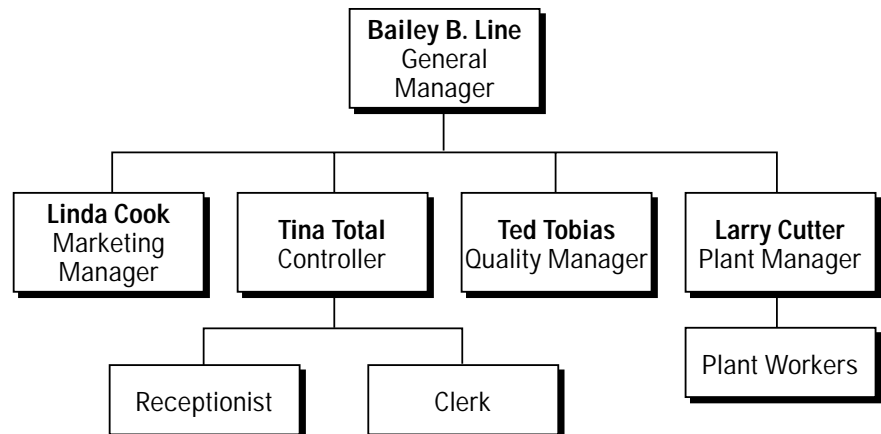 Bailey B. Line
General
Manager
Linda Cook
Marketing
Manager
Tina Total
Controller
Ted Tobias
Quality Manager
Larry Cutter
Plant Manager
Receptionist
Clerk
Plant Workers